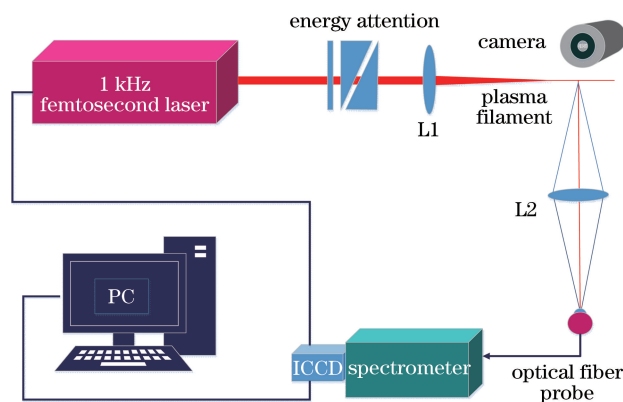 energy attention
camera
1 kHz
femtosecond laser
plasma
filament
L1
L2
PC
ICCD
spectrometer
optical fiber
probe